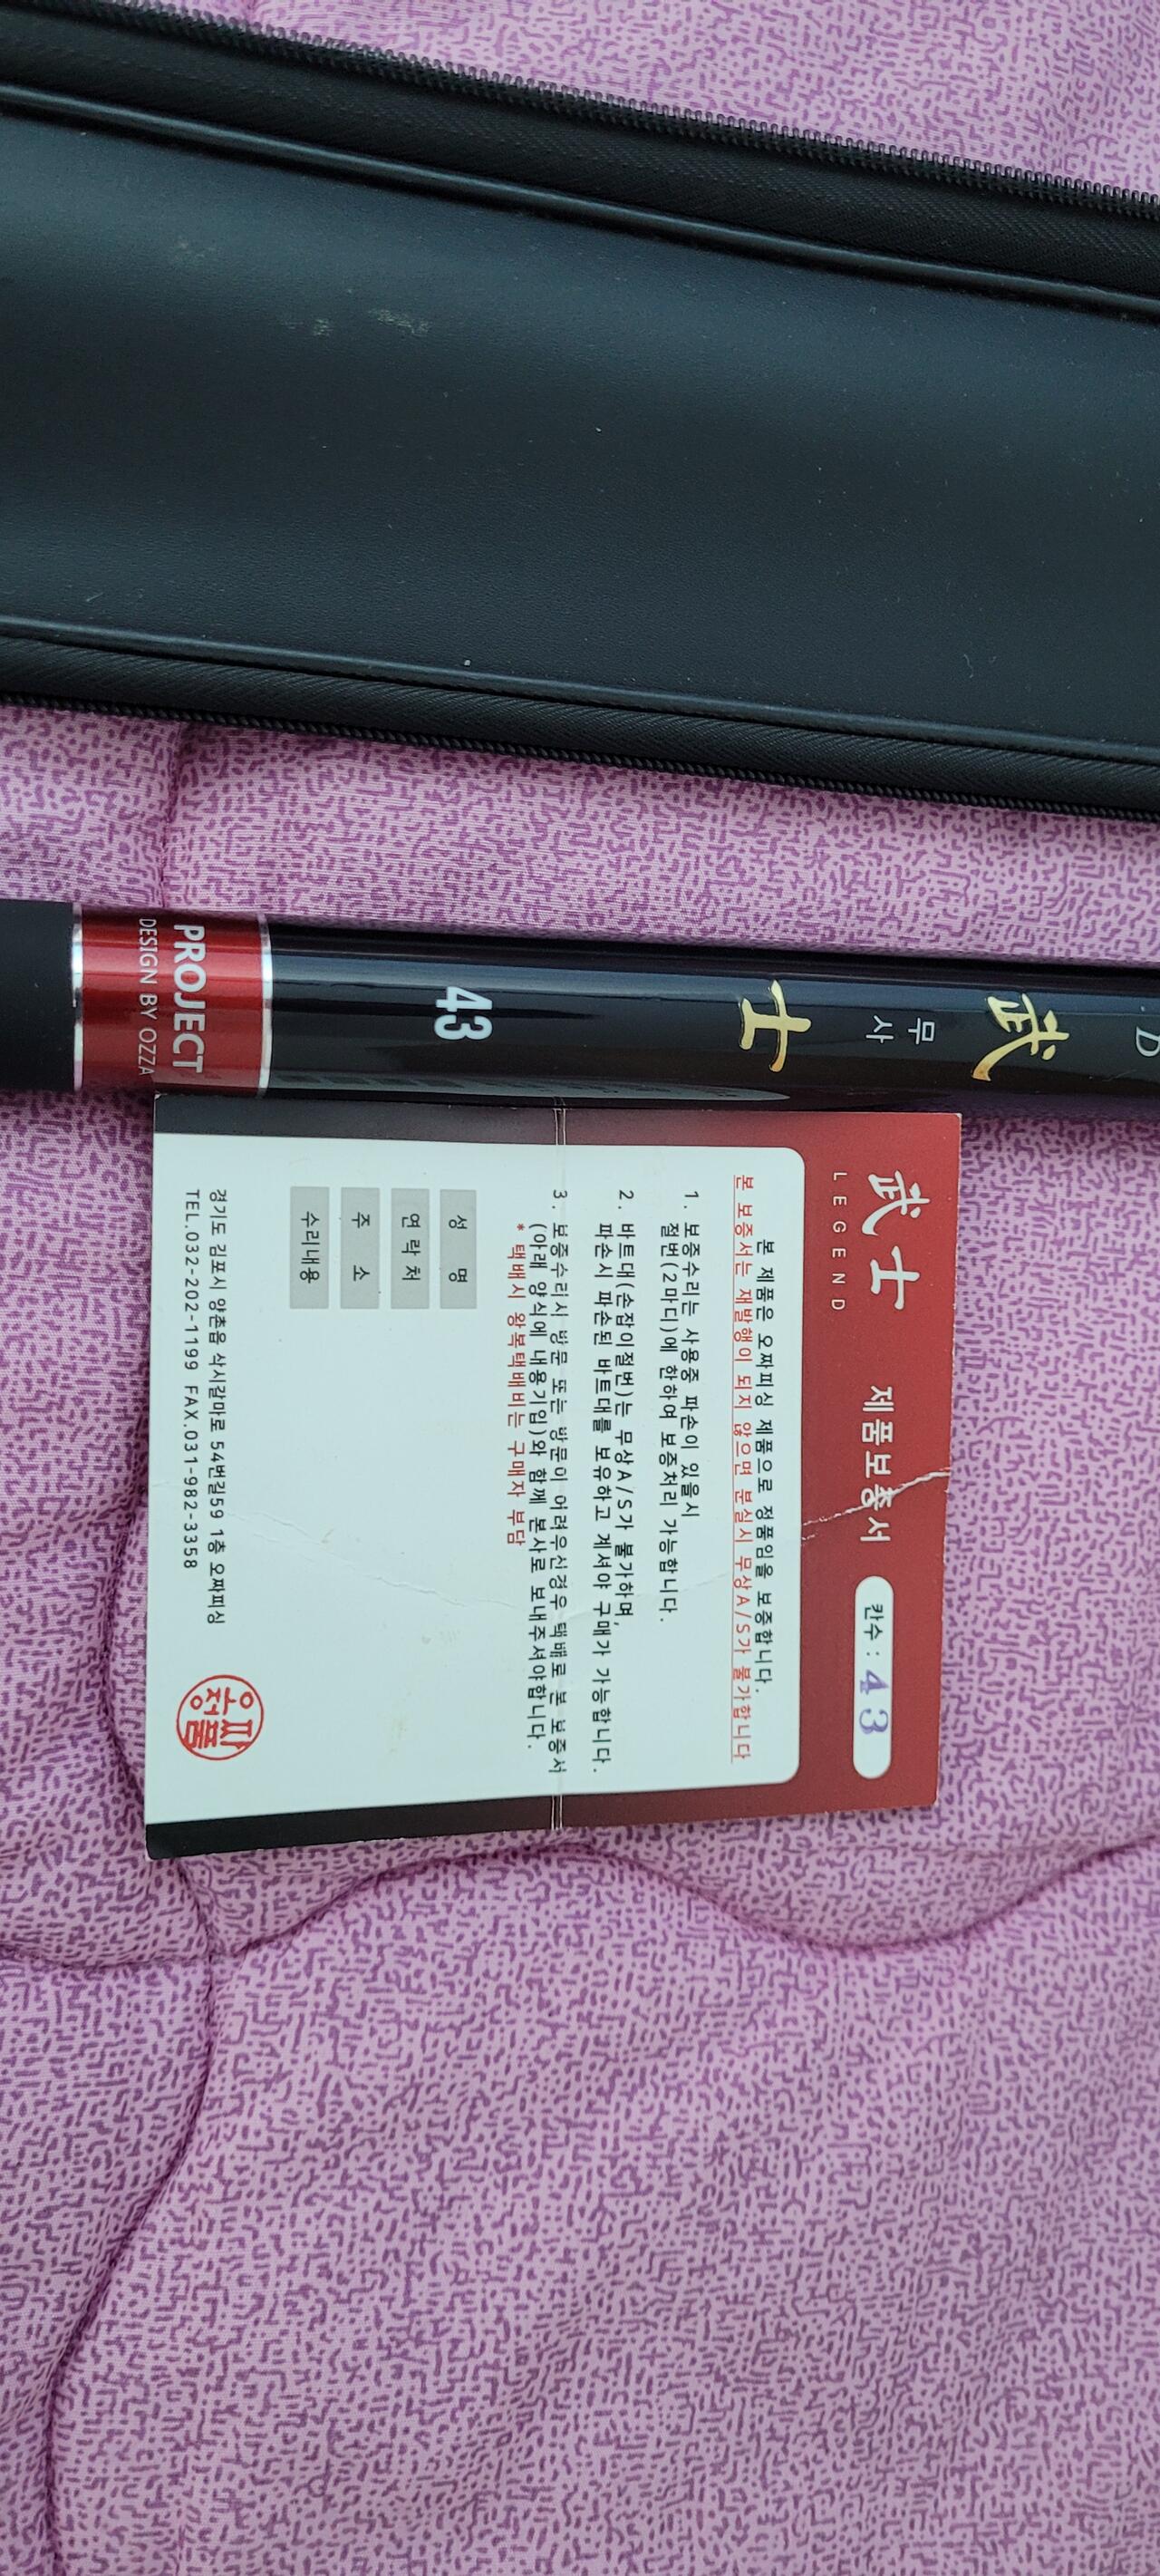 D
武
무사
士
43
PROJECT
DESIGN BY OZZA
武士
LEGEND
제품보증서
칸수 : 43
본 제품은 오짜피싱 제품으로 정품임을 보증합니다.
본 보증서는 재발행이 되지 않으면 분실시 무상A/S가 불가합니다
1. 보증수리는 사용중 파손이 있을시
절번(2마디)에 한하여 보증처리 가능합니다.
2. 바트대(손잡이절번)는 무상A/S가 불가하며,
파손시 파손된 바트대를 보유하고 계셔야 구매가 가능합니다.
3. 보증수리시 방문 또는 방문이 어려우신경우 택배로 본 보증서
(아래 양식에 내용기입)와 함께 본사로 보내주셔야합니다.
* 택배시 왕복택배비는 구매자 부담
성 명
연 락 처
주 소
수리내용
경기도 김포시 양촌읍 삭시갈마로 54번길59 1층 오짜피싱
TEL.032-202-1199 FAX.031-982-3358